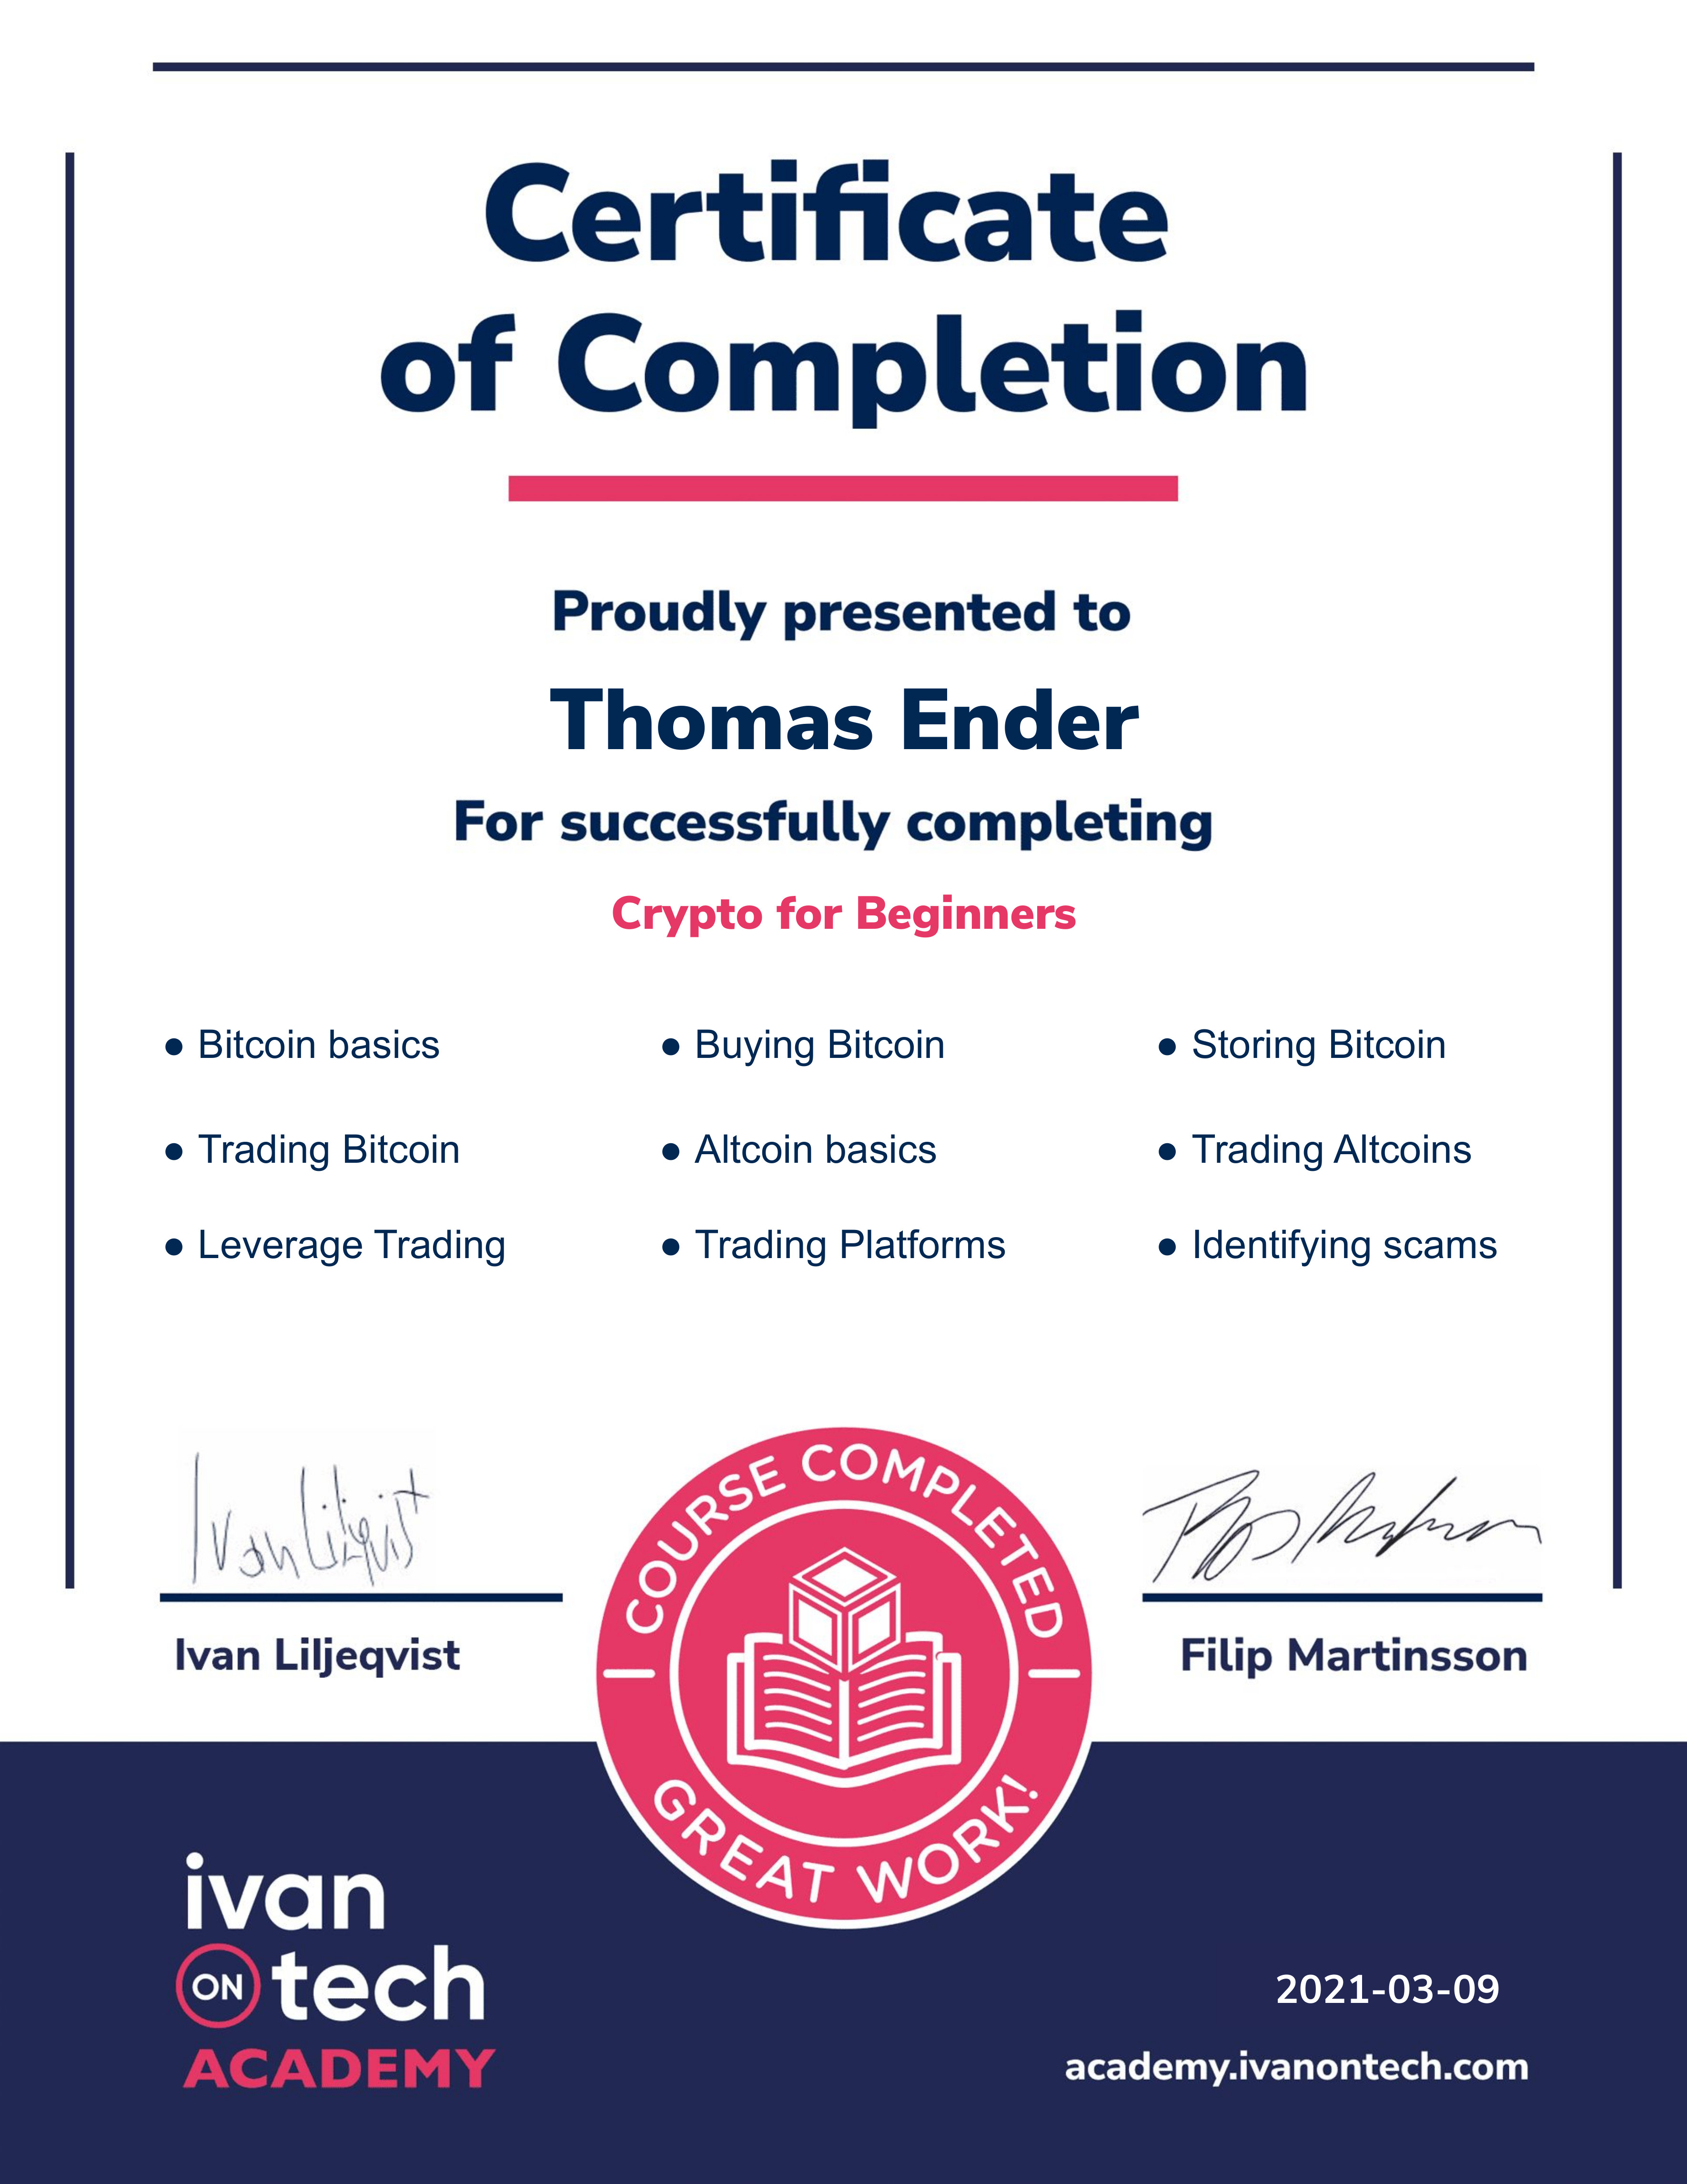 Certificate
of Completion
Proudly presented to
Thomas Ender
For successfully completing
Crypto for Beginners
● Bitcoin basics
● Buying Bitcoin
● Storing Bitcoin
● Trading Bitcoin
● Altcoin basics
● Trading Altcoins
● Leverage Trading
● Trading Platforms
● Identifying scams
Ivan Liljeqvist
Ivan Liljeqvist
COURSE COMPLETED
GREAT WORK!
Filip Martinsson
ivan
ON tech
ACADEMY
2021-03-09
academy.ivanontech.com